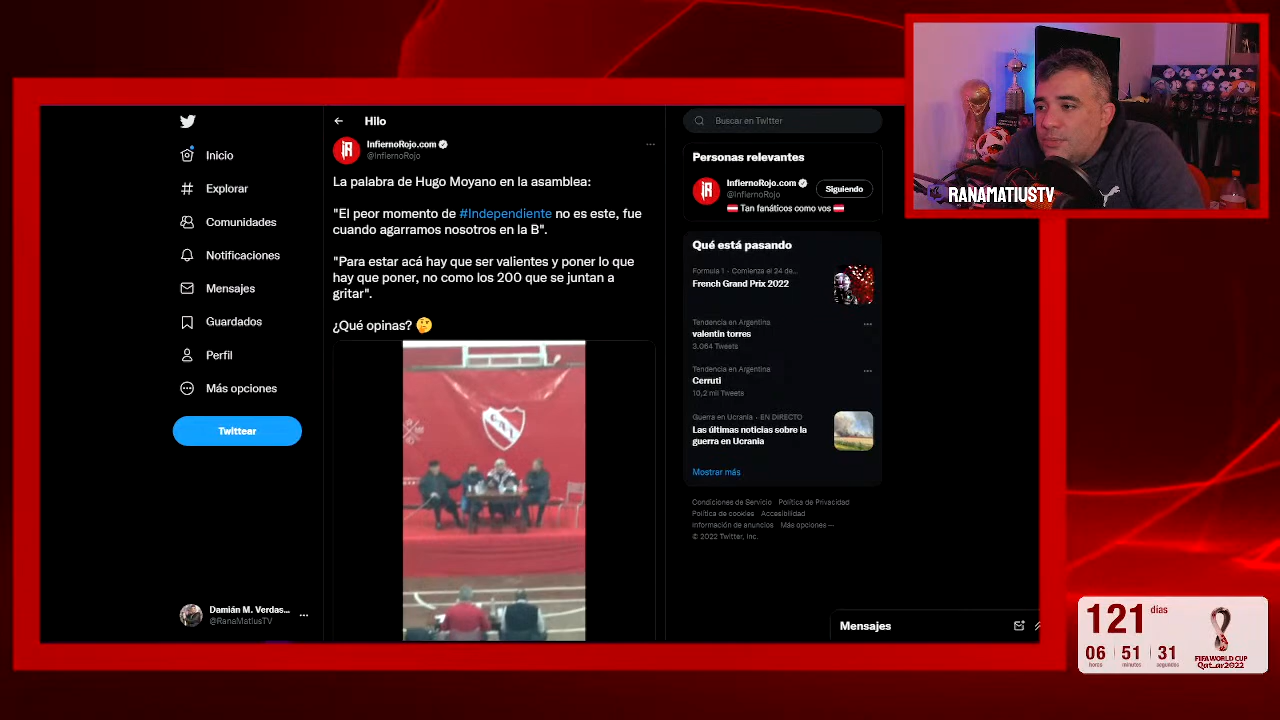 Inicio
Explorar
Comunidades
Notificaciones
Mensajes
Guardados
Perfil
Más opciones
Twittear
Damián M. Verdas...
@RanaMatiusTV
Hilo
InfiernoRojo.com
@InfiernoRojo
La palabra de Hugo Moyano en la asamblea:
"El peor momento de #Independiente no es este, fue
cuando agarramos nosotros en la B".
"Para estar acá hay que ser valientes y poner lo que
hay que poner, no como los 200 que se juntan a
gritar".
¿Qué opinas? 🤔
Buscar en Twitter
Personas relevantes
InfiernoRojo.com
@InfiernoRojo
Siguiendo
Tan fanáticos como vos
Qué está pasando
Formula 1 · Comienza el 24 da...
French Grand Prix 2022
Tendencia en Argentina
valentin torres
3.064 Tweets
Tendencia en Argentina
Cerruti
10,2 mil Tweets
Guerra en Ucrania · EN DIRECTO
Las últimas noticias sobre la
guerra en Ucrania
Mostrar más
Condiciones de Servicio Política de Privacidad
Política de cookies Accesibilidad
Información de anuncios Más opciones ···
© 2022 Twitter, Inc.
Mensajes
RANAMATIUSTV
121 días
06 51 31
horas minutos segundos
FIFA WORLD CUP
Qatar2022